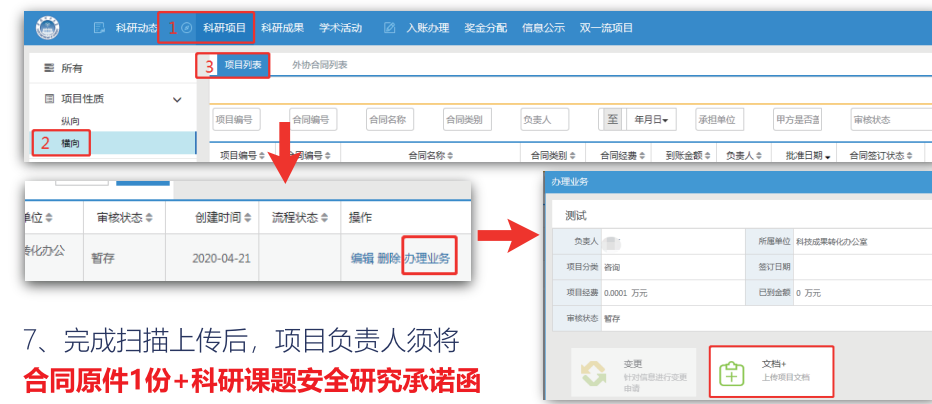 科研动态 1 科研项目 科研成果 学术活动 入账办理 奖金分配 信息公示 双一流项目
所有
3 项目列表 外协合同列表
项目性质
纵向
2 横向
项目编号 合同编号 合同名称 合同类别 负责人 至 年月日 承担单位 甲方是否 审核状态
项目编号 合同编号 合同名称 合同类别 合同经费 到账金额 负责人 批准日期 合同签订状态
单位 审核状态 创建时间 流程状态 操作
转化办公 暂存 2020-04-21 编辑 删除 办理业务
办理业务
测试
负责人 所属单位 科技成果转化办公室
项目分类 咨询 签订日期
项目经费 0.0001 万元 已到金额 0 万元
审核状态 暂存
变更
针对信息进行变更
申请
文档+
上传项目文档
7、完成扫描上传后，项目负责人须将
合同原件1份+科研课题安全研究承诺函